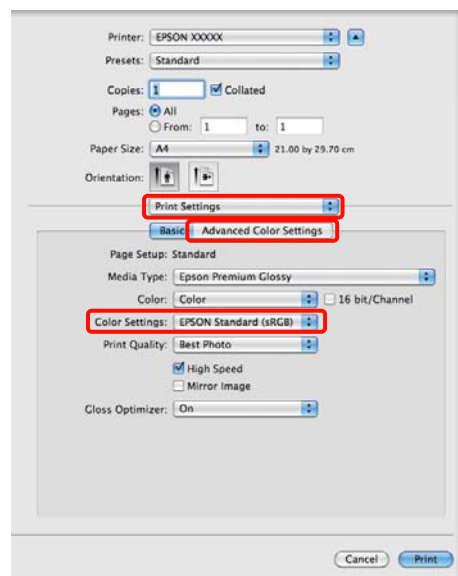 Printer: EPSON XXXXX
Presets: Standard
Copies: 1 Collated
Pages: All
From: 1 to: 1
Paper Size: A4 21.00 by 29.70 cm
Orientation:
Print Settings
Basic Advanced Color Settings
Page Setup: Standard
Media Type: Epson Premium Glossy
Color: Color 16 bit/Channel
Color Settings: EPSON Standard (sRGB)
Print Quality: Best Photo
High Speed
Mirror Image
Gloss Optimizer: On
Cancel Print